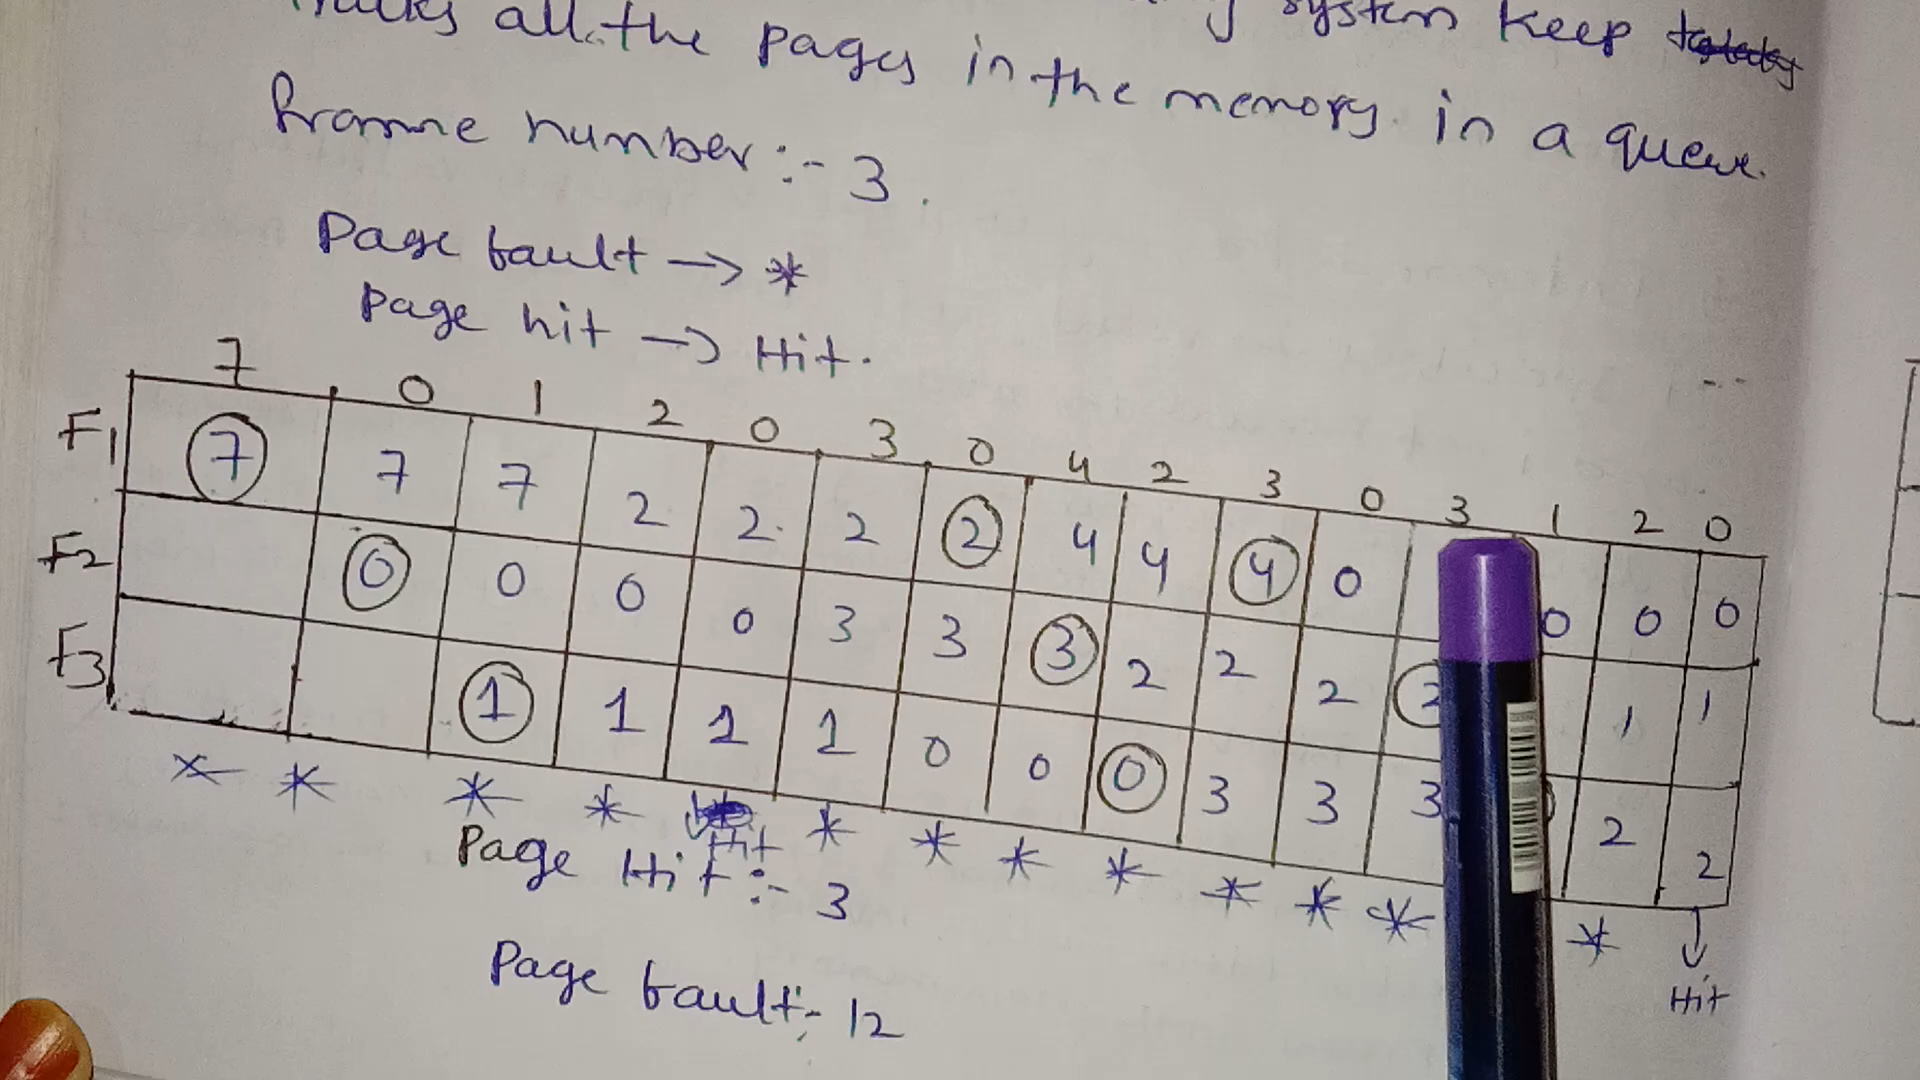 all the pages in the memory in a queue.
system keep
frame number :- 3.
Page fault → *
Page hit → Hit.
7 0 1 2 0 3 0 4 2 3 0 3 1 2 0
F1 7 7 7 2 2 2 2 4 4 4 0 0 0 0
F2 0 0 0 0 3 3 3 2 2 2 1 1
F3 1 1 1 1 0 0 0 3 3 3 2 2
* * * * Hit * * * * * * * * Hit
Page Hit :- 3
Page fault :- 12